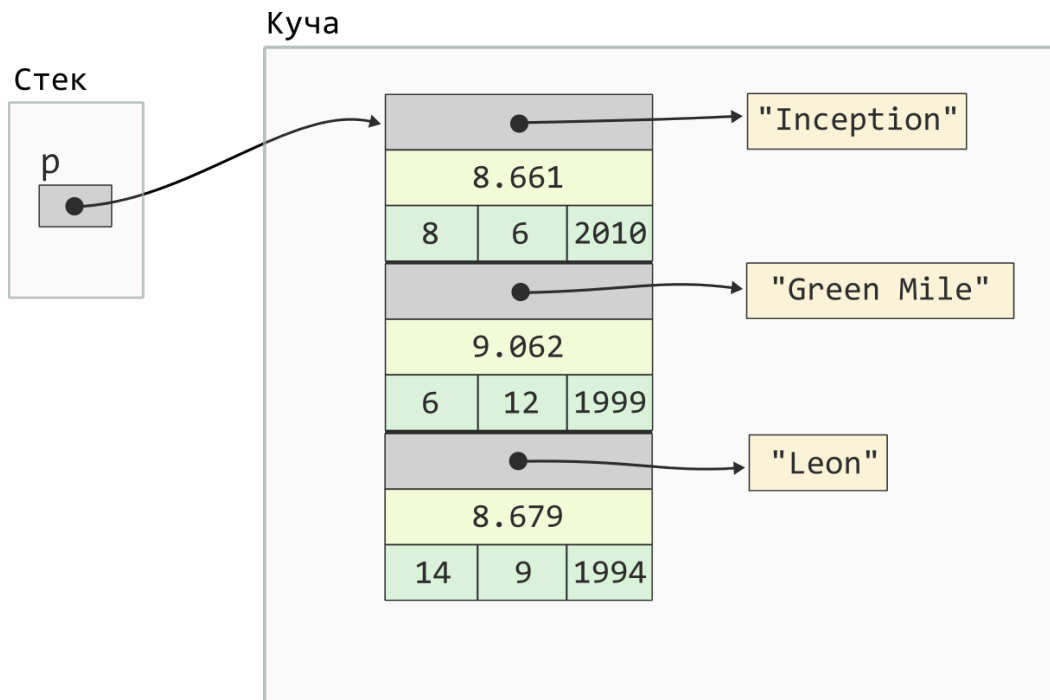 Куча
Стек
p
"Inception"
8.661
8 6 2010
"Green Mile"
9.062
6 12 1999
"Leon"
8.679
14 9 1994